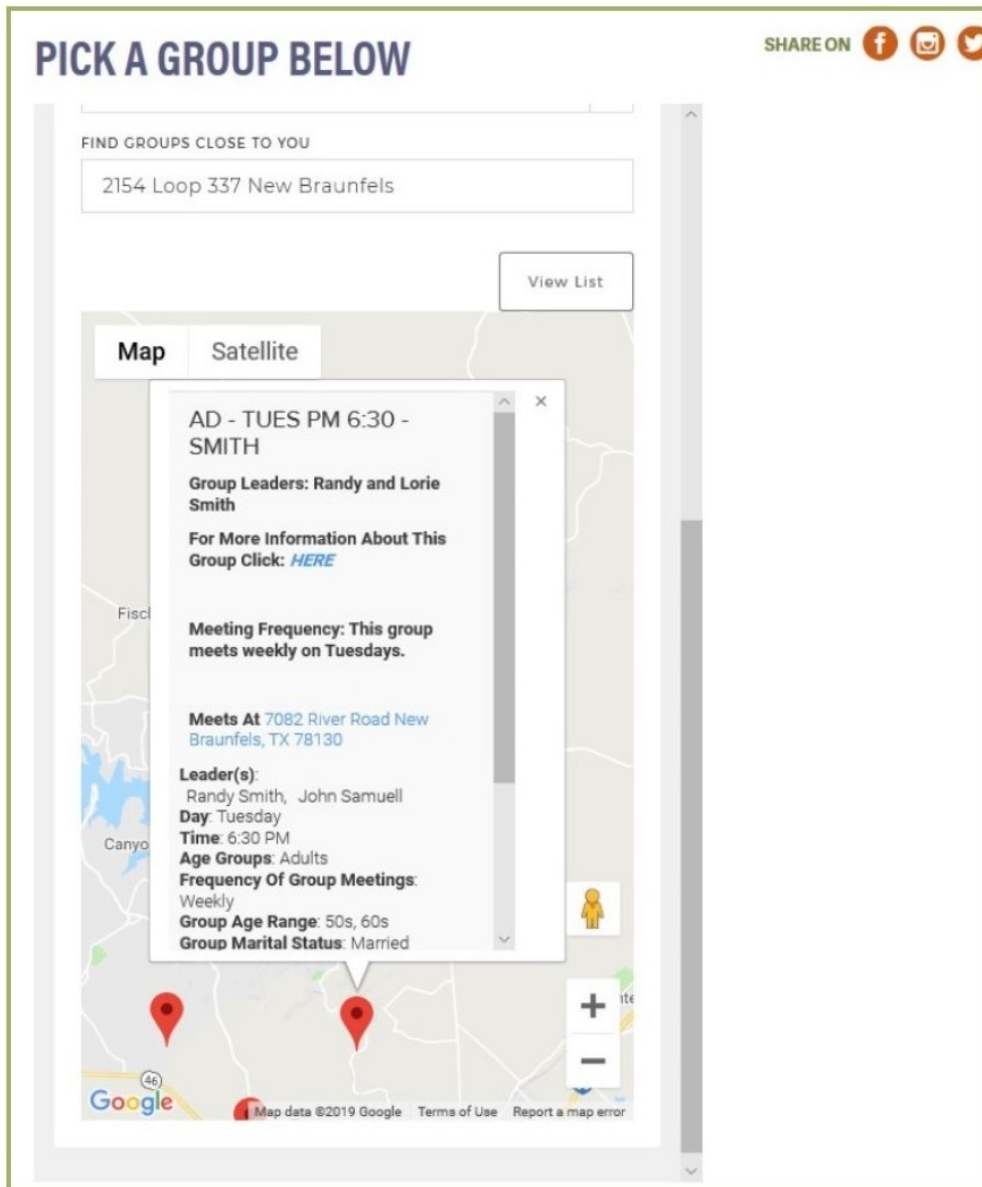 PICK A GROUP BELOW
SHARE ON
FIND GROUPS CLOSE TO YOU
2154 Loop 337 New Braunfels
View List
Map Satellite
AD - TUES PM 6:30 -
SMITH
Group Leaders: Randy and Lorie
Smith
For More Information About This
Group Click: HERE
Fisc
Meeting Frequency: This group
meets weekly on Tuesdays.
Meets At 7082 River Road New
Braunfels, TX 78130
Leader(s):
Randy Smith, John Samuell
Day: Tuesday
Time: 6:30 PM
Canyo
Age Groups: Adults
Frequency Of Group Meetings:
Weekly
Group Age Range: 50s, 60s
Group Marital Status: Married
46
Google
Map data ©2019 Google Terms of Use Report a map error